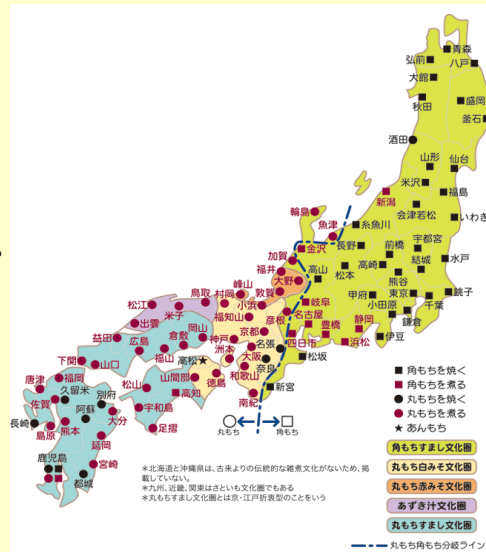 青森
弘前
八戸
大館
盛岡
秋田
釜石
酒田
山形
仙台
米沢
福島
新潟
会津若松
いわき
輪島
魚津
糸魚川
金沢
長野
前橋
宇都宮
加賀
高山
松本
高崎
結城
水戸
福井
熊谷
大野
甲府
東京
銚子
敦賀
岐阜
千葉
鎌倉
峰山
小浜
村岡
名古屋
小田原
鳥取
松江
米子
福知山
彦根
豊橋
静岡
伊豆
出雲
京都
四日市
浜松
岡山
神戸
名張
松坂
益田
広島
倉敷
大阪
奈良
福山
高松
洲本
和歌山
新宮
下関
山口
山間部
徳島
南紀
唐津
福岡
久留米
別府
松山
高知
佐賀
阿蘇
大分
宇和島
長崎
島原
熊本
足摺
延岡
鹿児島
宮崎
都城
丸もち
角もち
角もちを焼く
角もちを煮る
丸もちを焼く
丸もちを煮る
★あんもち
角もちすまし文化圏
丸もち白みそ文化圏
丸もち赤みそ文化圏
あずき汁文化圏
丸もちすまし文化圏
丸もち角もち分岐ライン
*北海道と沖縄県は、古来よりの伝統的な雑煮文化がないため、掲
載していない。
*九州、近畿、関東はさといも文化圏でもある
*丸もちすまし文化圏とは京・江戸折衷型のことをいう